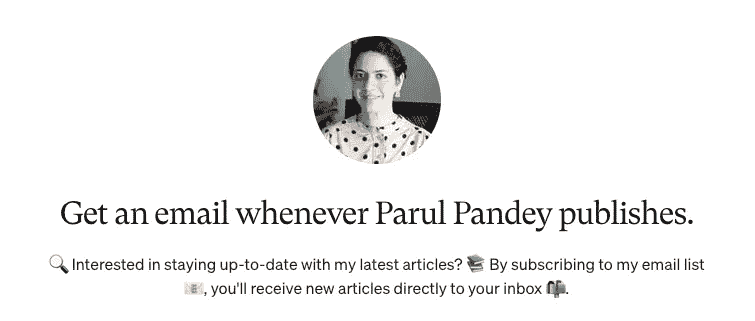 Get an email whenever Parul Pandey publishes.
🔍 Interested in staying up-to-date with my latest articles? 📚 By subscribing to my email list
📧, you'll receive new articles directly to your inbox 📬.